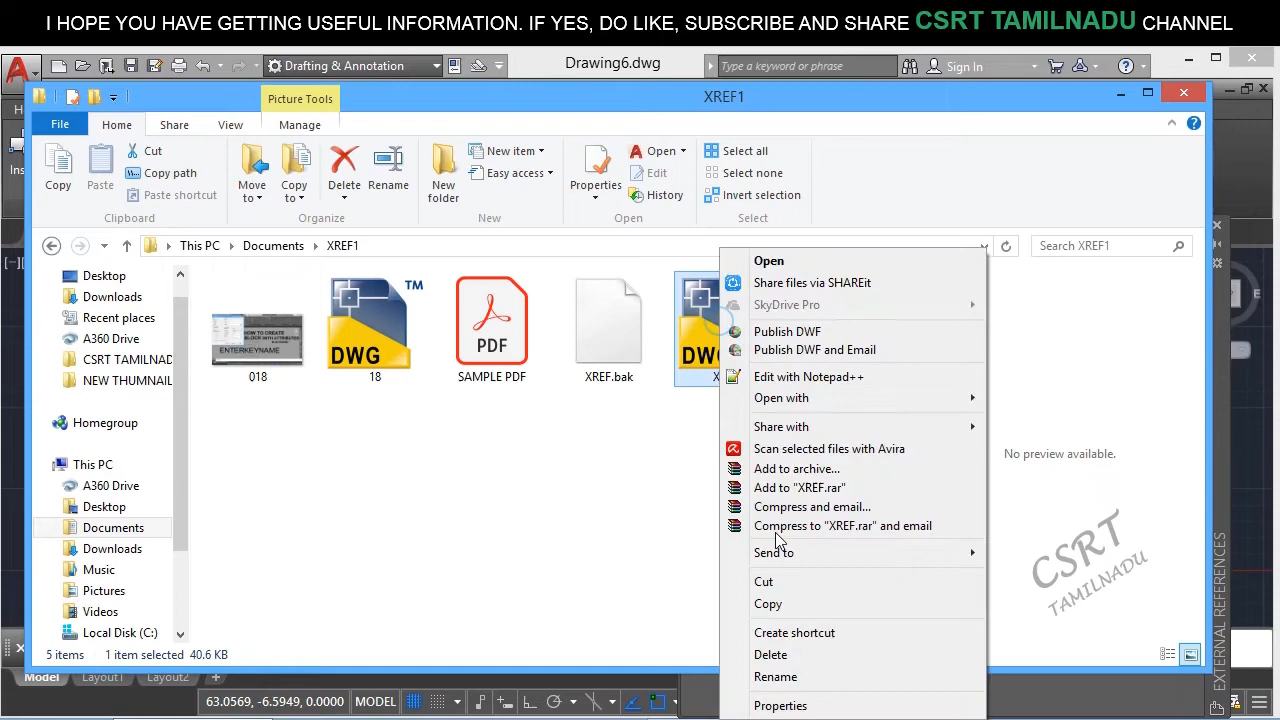 I HOPE YOU HAVE GETTING USEFUL INFORMATION. IF YES, DO LIKE, SUBSCRIBE AND SHARE CSRT TAMILNADU CHANNEL
Drafting & Annotation
Drawing6.dwg
Type a keyword or phrase
Sign In
XREF1
Picture Tools
File
Home
Share
View
Manage
Copy
Paste
Cut
Copy path
Paste shortcut
Clipboard
Move to
Copy to
Delete
Rename
Organize
New folder
New item
Easy access
New
Properties
Open
Edit
History
Open
Select all
Select none
Invert selection
Select
This PC
Documents
XREF1
Search XREF1
Desktop
Downloads
Recent places
A360 Drive
CSRT TAMILNAD
NEW THUMNAIL
Homegroup
This PC
A360 Drive
Desktop
Documents
Downloads
Music
Pictures
Videos
Local Disk (C:)
HOW TO CREATE
BLOCK WITH ATTRIBUTES
ENTERKEYNAME
018
DWG
TM
18
PDF
SAMPLE PDF
XREF.bak
DWG
X
Open
Share files via SHAREit
SkyDrive Pro
Publish DWF
Publish DWF and Email
Edit with Notepad++
Open with
Share with
Scan selected files with Avira
Add to archive...
Add to "XREF.rar"
Compress and email...
Compress to "XREF.rar" and email
Send to
Cut
Copy
Create shortcut
Delete
Rename
Properties
No preview available.
CSRT
TAMILNADU
EXTERNAL REFERENCES
5 items
1 item selected 40.6 KB
Model
Layout1
Layout2
+
63.0569, -6.5949, 0.0000
MODEL